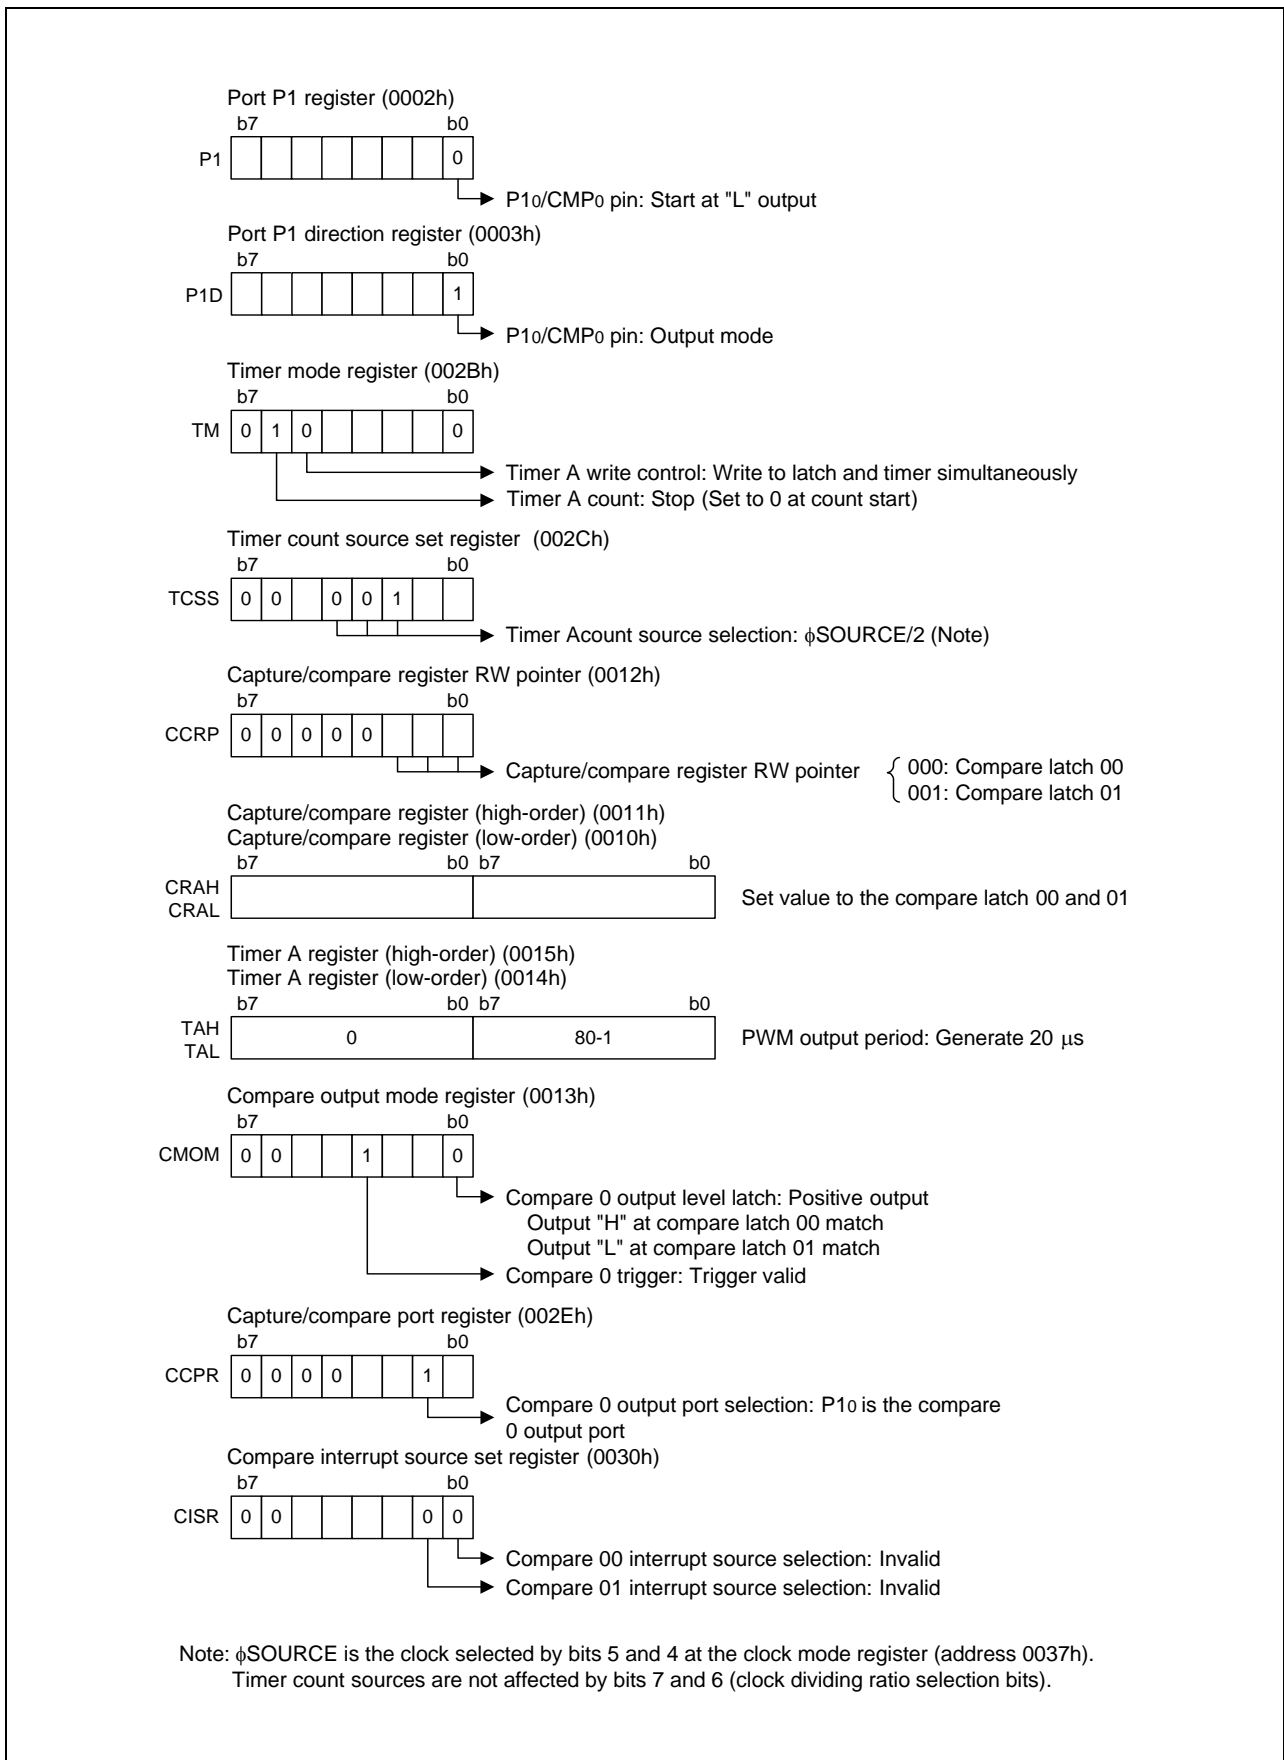 Port P1 register (0002h)
b7 b0
P1 0
P10/CMP0 pin: Start at "L" output
Port P1 direction register (0003h)
b7 b0
P1D 1
P10/CMP0 pin: Output mode
Timer mode register (002Bh)
b7 b0
TM 0 1 0 0
Timer A write control: Write to latch and timer simultaneously
Timer A count: Stop (Set to 0 at count start)
Timer count source set register (002Ch)
b7 b0
TCSS 0 0 0 0 1
Timer Acount source selection: ϕSOURCE/2 (Note)
Capture/compare register RW pointer (0012h)
b7 b0
CCRP 0 0 0 0 0
Capture/compare register RW pointer
000: Compare latch 00
001: Compare latch 01
Capture/compare register (high-order) (0011h)
Capture/compare register (low-order) (0010h)
b7 b0 b7 b0
CRAH
CRAL
Set value to the compare latch 00 and 01
Timer A register (high-order) (0015h)
Timer A register (low-order) (0014h)
b7 b0 b7 b0
TAH
TAL
0 80-1 PWM output period: Generate 20 μs
Compare output mode register (0013h)
b7 b0
CMOM 0 0 1 0
Compare 0 output level latch: Positive output
Output "H" at compare latch 00 match
Output "L" at compare latch 01 match
Compare 0 trigger: Trigger valid
Capture/compare port register (002Eh)
b7 b0
CCPR 0 0 0 0 1
Compare 0 output port selection: P10 is the compare
0 output port
Compare interrupt source set register (0030h)
b7 b0
CISR 0 0 0 0
Compare 00 interrupt source selection: Invalid
Compare 01 interrupt source selection: Invalid
Note: ϕSOURCE is the clock selected by bits 5 and 4 at the clock mode register (address 0037h).
Timer count sources are not affected by bits 7 and 6 (clock dividing ratio selection bits).